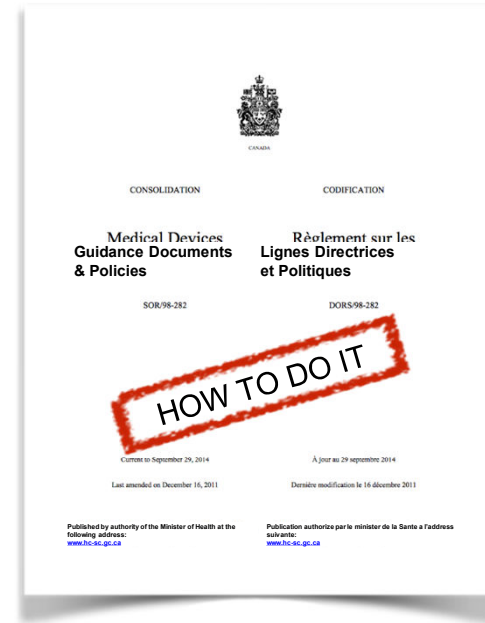 CANADA
CONSOLIDATION
CODIFICATION
Medical Devices
Règlement sur les
Guidance Documents
& Policies
Lignes Directrices
et Politiques
SOR/98-282
DORS/98-282
HOW TO DO IT
Current to September 29, 2014
À jour au 29 septembre 2014
Last amended on December 16, 2011
Dernière modification le 16 décembre 2011
Published by authority of the Minister of Health at the
following address:
www.hc-sc.gc.ca
Publication authorize par le minister de la Sante a l'address
suivante:
www.hc-sc.gc.ca